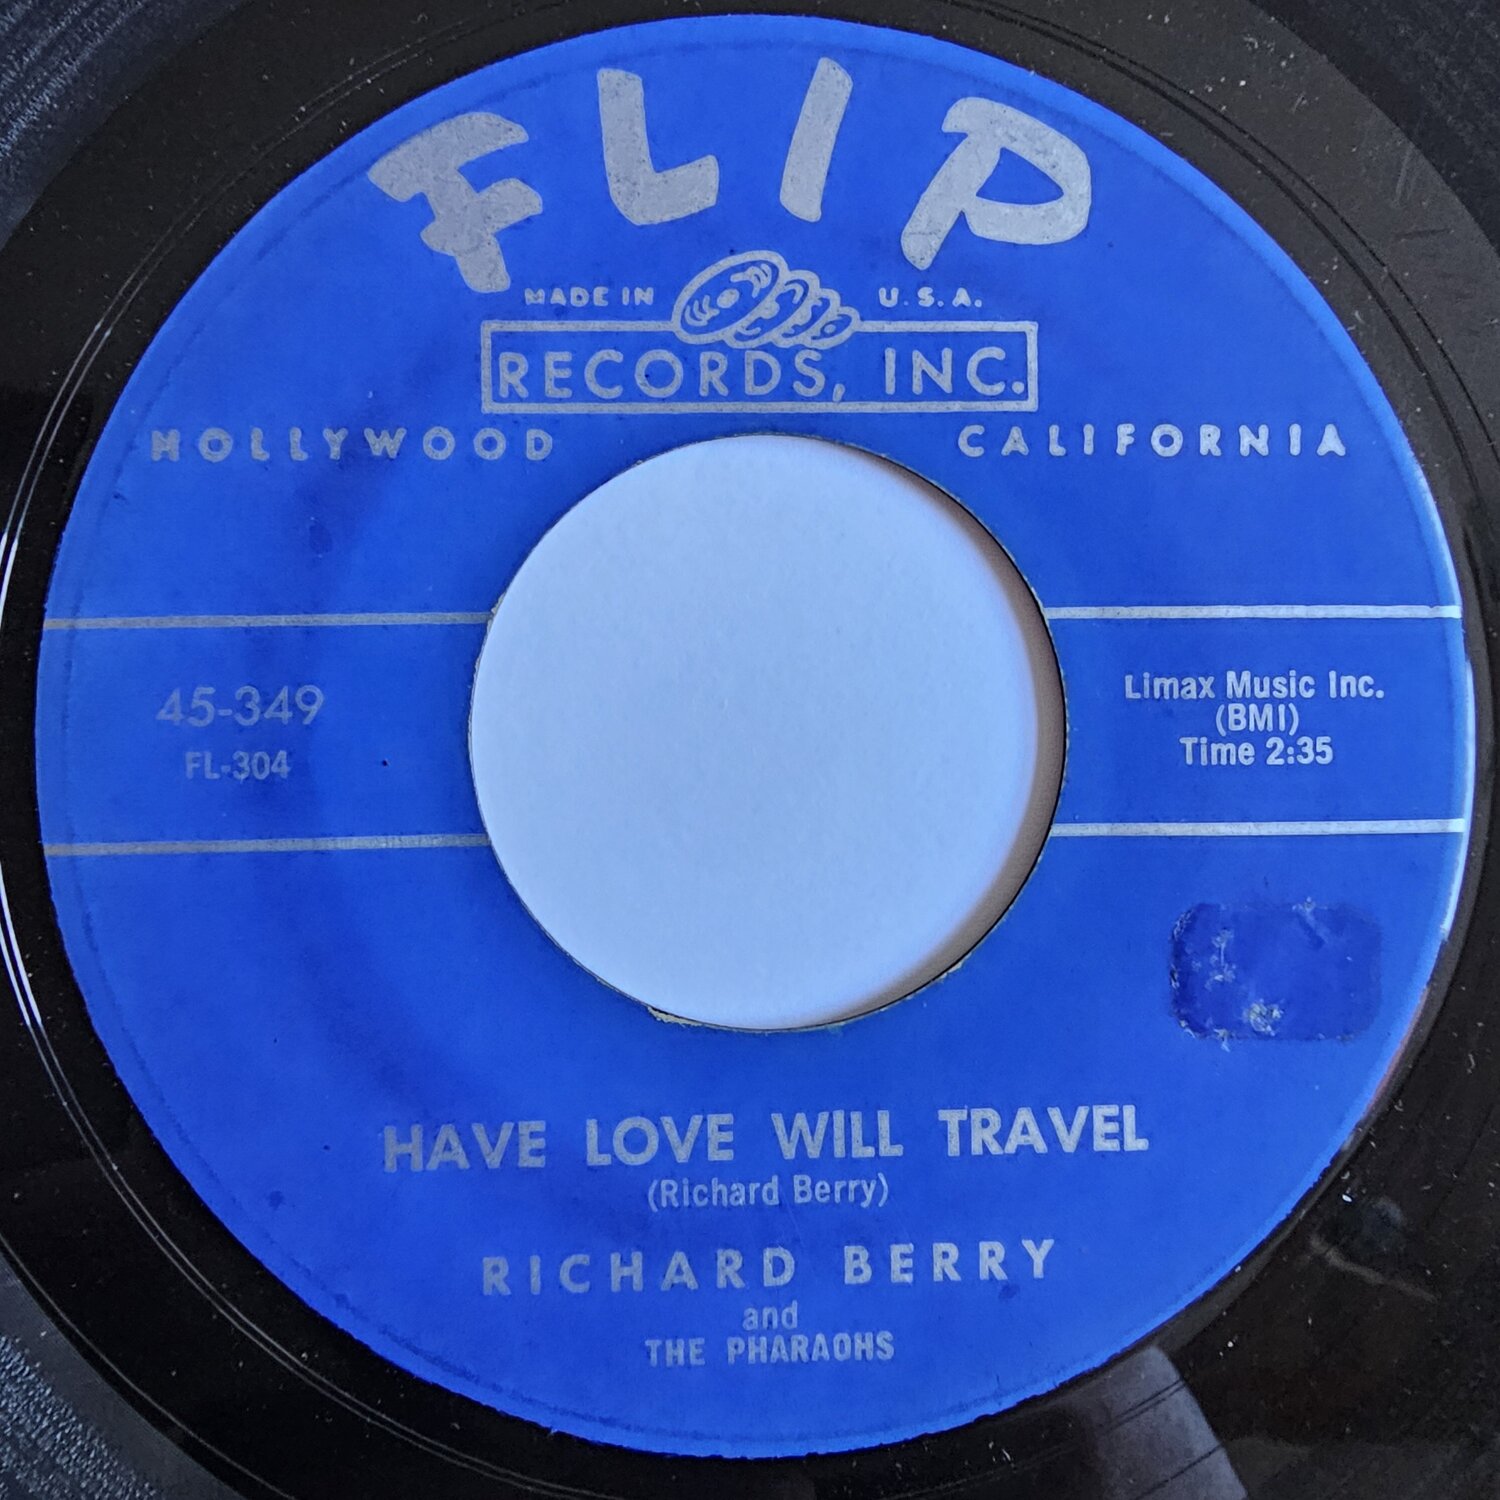 FLIP
MADE IN U.S.A.
RECORDS, INC.
HOLLYWOOD CALIFORNIA
45-349
FL-304
Limax Music Inc.
(BMI)
Time 2:35
HAVE LOVE WILL TRAVEL
(Richard Berry)
RICHARD BERRY
and
THE PHARAOHS